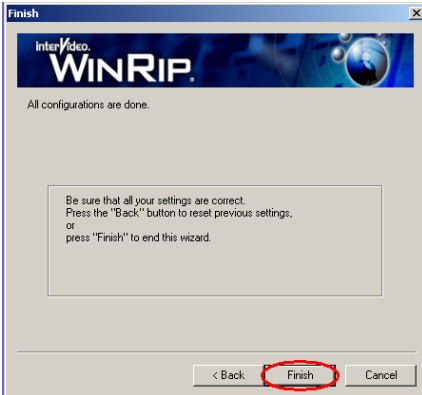 Finish
InterVideo.
WINRIP.
All configurations are done.
Be sure that all your settings are correct.
Press the "Back" button to reset previous settings,
or
press "Finish" to end this wizard.
< Back Finish Cancel